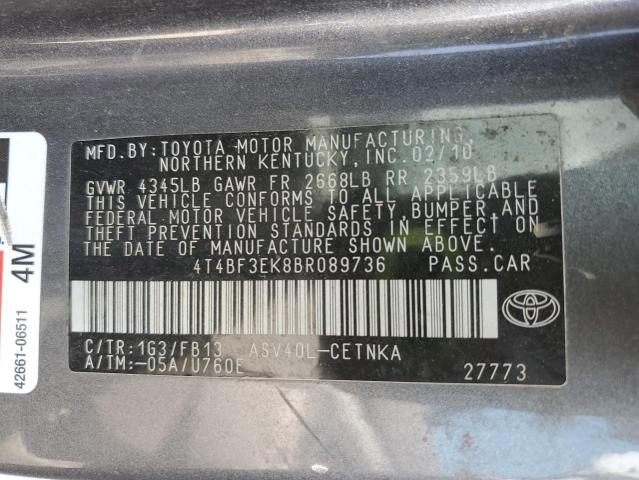 MFD.BY:TOYOTA MOTOR MANUFACTURING,
NORTHERN KENTUCKY,INC.02/10
GVWR 4345LB GAWR FR 2668LB RR 2359LB
THIS VEHICLE CONFORMS TO ALL APPLICABLE
FEDERAL MOTOR VEHICLE SAFETY,BUMPER,AND
THEFT PREVENTION STANDARDS IN EFFECT ON
THE DATE OF MANUFACTURE SHOWN ABOVE.
4T4BF3EK8BR089736 PASS.CAR
C/TR:1G3/FB13 ASV40L-CETNKA
A/TM:-05A/U760E 27773
4M
42661-06511